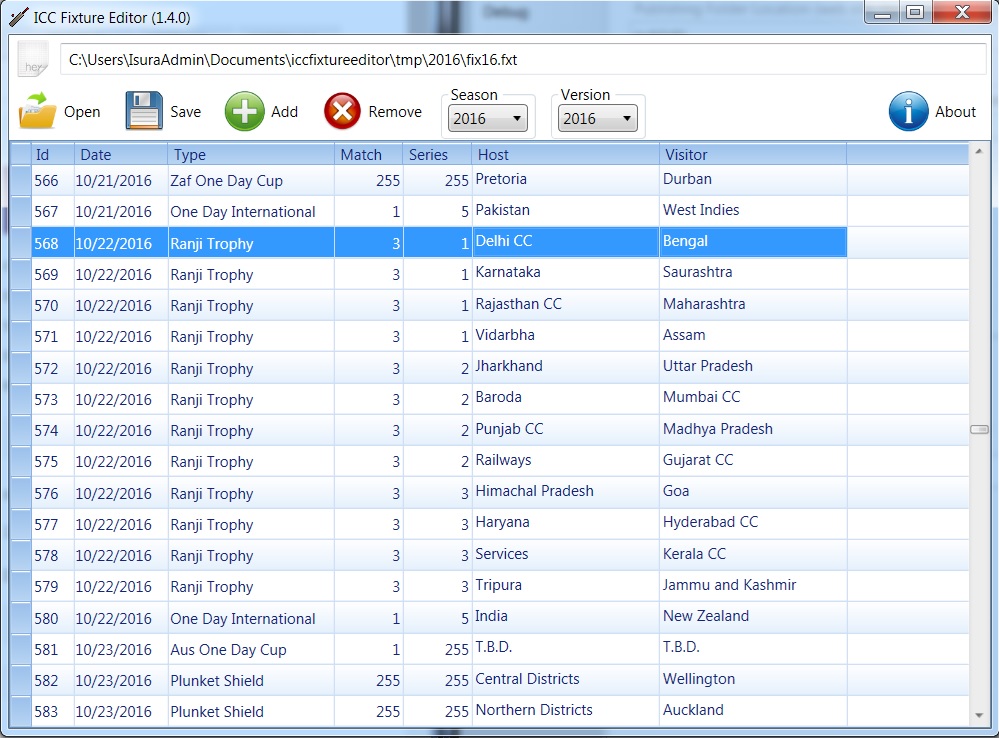 Debug
ICC Fixture Editor (1.4.0)
C:\Users\IsuraAdmin\Documents\iccfixtureeditor\tmp\2016\fix16.fxt
Open Save Add Remove Season 2016 Version 2016 About
Id Date Type Match Series Host Visitor
566 10/21/2016 Zaf One Day Cup 255 255 Pretoria Durban
567 10/21/2016 One Day International 1 5 Pakistan West Indies
568 10/22/2016 Ranji Trophy 3 1 Delhi CC Bengal
569 10/22/2016 Ranji Trophy 3 1 Karnataka Saurashtra
570 10/22/2016 Ranji Trophy 3 1 Rajasthan CC Maharashtra
571 10/22/2016 Ranji Trophy 3 1 Vidarbha Assam
572 10/22/2016 Ranji Trophy 3 2 Jharkhand Uttar Pradesh
573 10/22/2016 Ranji Trophy 3 2 Baroda Mumbai CC
574 10/22/2016 Ranji Trophy 3 2 Punjab CC Madhya Pradesh
575 10/22/2016 Ranji Trophy 3 2 Railways Gujarat CC
576 10/22/2016 Ranji Trophy 3 3 Himachal Pradesh Goa
577 10/22/2016 Ranji Trophy 3 3 Haryana Hyderabad CC
578 10/22/2016 Ranji Trophy 3 3 Services Kerala CC
579 10/22/2016 Ranji Trophy 3 3 Tripura Jammu and Kashmir
580 10/22/2016 One Day International 1 5 India New Zealand
581 10/23/2016 Aus One Day Cup 1 255 T.B.D. T.B.D.
582 10/23/2016 Plunket Shield 255 255 Central Districts Wellington
583 10/23/2016 Plunket Shield 255 255 Northern Districts Auckland